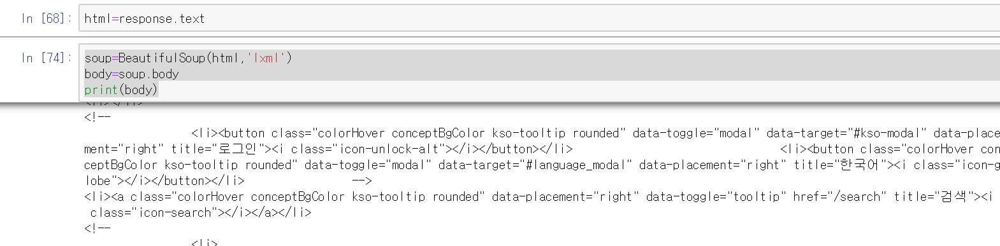 In [68]: html=response.text
In [74]: soup=BeautifulSoup(html,'lxml')
body=soup.body
print(body)
<li></li>
<!--
<li><button class="colorHover conceptBgColor kso-tooltip rounded" data-toggle="modal" data-target="#kso-modal" data-place
ment="right" title="로그인"><i class="icon-unlock-alt"></i></button></li> <li><button class="colorHover con
ceptBgColor kso-tooltip rounded" data-toggle="modal" data-target="#language_modal" data-placement="right" title="한국어"><i class="icon-g
lobe"></i></button></li> -->
<li><a class="colorHover conceptBgColor kso-tooltip rounded" data-placement="right" data-toggle="tooltip" href="/search" title="검색"><i
class="icon-search"></i></a></li>
<!--
<li>